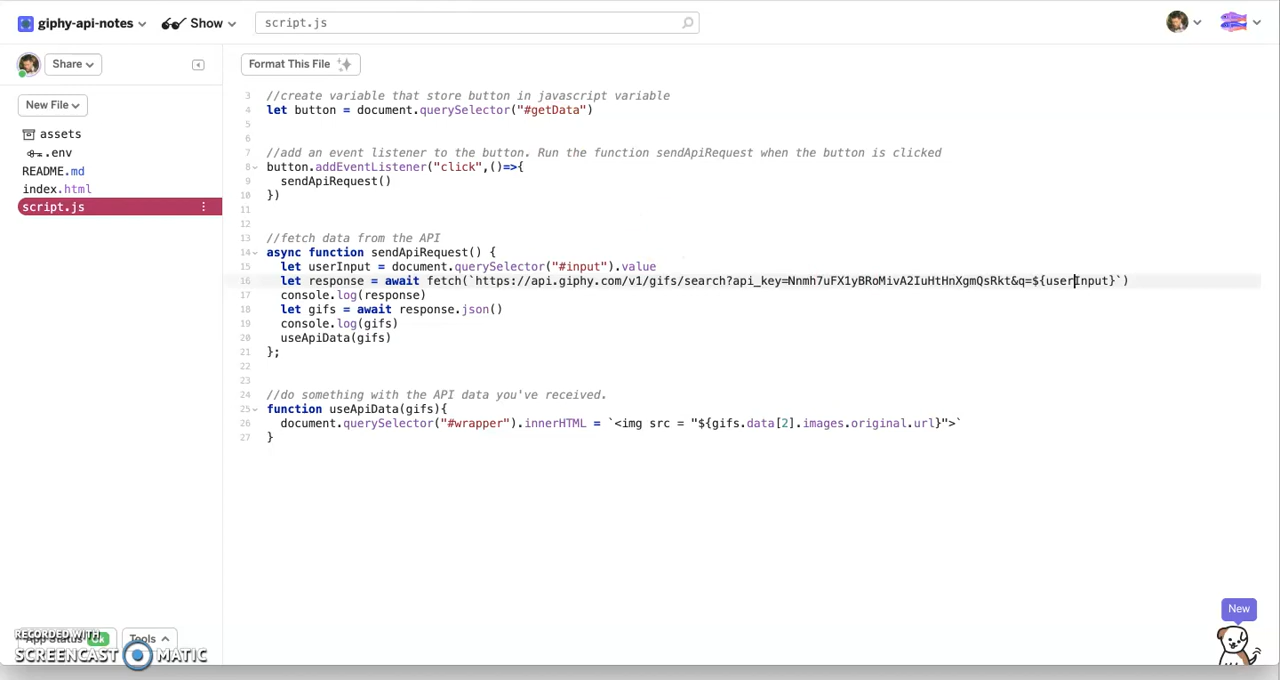 giphy-api-notes
Show
script.js
Share
Format This File
New File
assets
.env
README.md
index.html
script.js
3 //create variable that store button in javascript variable
4 let button = document.querySelector("#getData")
5
6
7 //add an event listener to the button. Run the function sendApiRequest when the button is clicked
8 button.addEventListener("click",()=>{
9 sendApiRequest()
10 })
11
12
13 //fetch data from the API
14 async function sendApiRequest() {
15 let userInput = document.querySelector("#input").value
16 let response = await fetch(`https://api.giphy.com/v1/gifs/search?api_key=Nnmh7uFX1yBRoMivA2IuHtHnXgmQsRkt&q=${userInput}`)
17 console.log(response)
18 let gifs = await response.json()
19 console.log(gifs)
20 useApiData(gifs)
21 };
22
23
24 //do something with the API data you've received.
25 function useApiData(gifs){
26 document.querySelector("#wrapper").innerHTML = `<img src = "${gifs.data[2].images.original.url}">`
27 }
New
App Status
Tools
RECORDED WITH
SCREENCAST MATIC